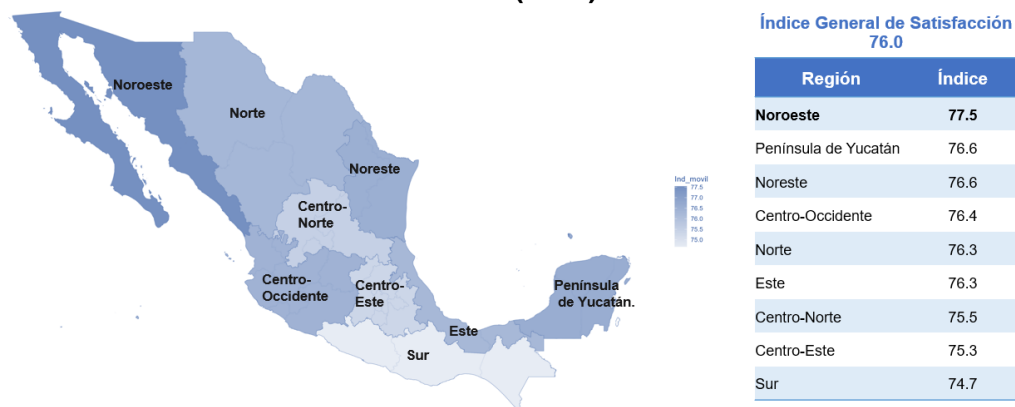 Noroeste
Norte
Noreste
Centro-
Norte
Centro-
Occidente
Centro-
Este
Península
de Yucatán.
Este
Sur
Ind_movil
77.5
77.0
76.5
76.0
75.5
75.0
Índice General de Satisfacción
76.0
Región Índice
Noroeste 77.5
Península de Yucatán 76.6
Noreste 76.6
Centro-Occidente 76.4
Norte 76.3
Este 76.3
Centro-Norte 75.5
Centro-Este 75.3
Sur 74.7